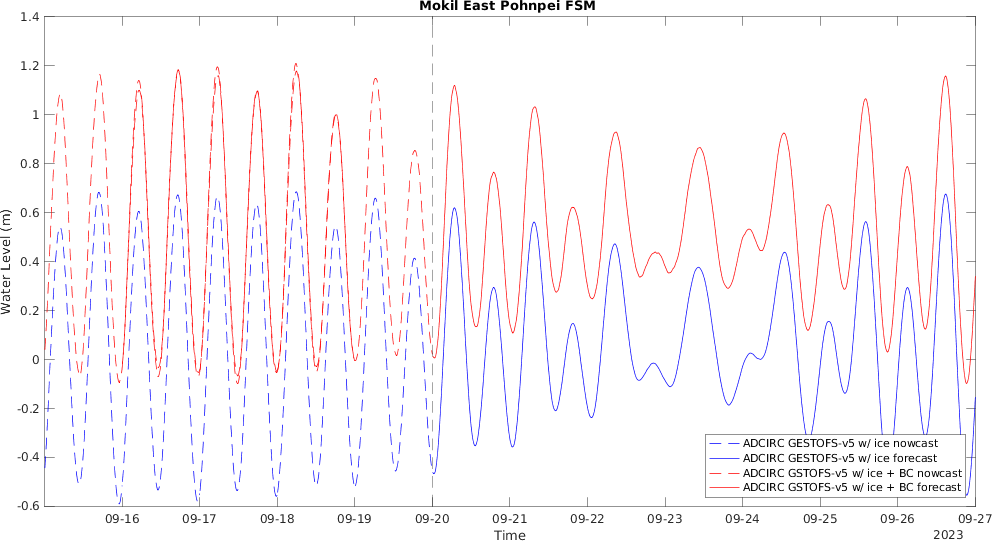 Mokil East Pohnpei FSM
Water Level (m)
1.4
1.2
1
0.8
0.6
0.4
0.2
0
-0.2
-0.4
-0.6
ADCIRC GESTOFS-v5 w/ ice nowcast
ADCIRC GESTOFS-v5 w/ ice forecast
ADCIRC GSTOFS-v5 w/ ice + BC nowcast
ADCIRC GSTOFS-v5 w/ ice + BC forecast
09-16 09-17 09-18 09-19 09-20 09-21 09-22 09-23 09-24 09-25 09-26 09-27
Time
2023